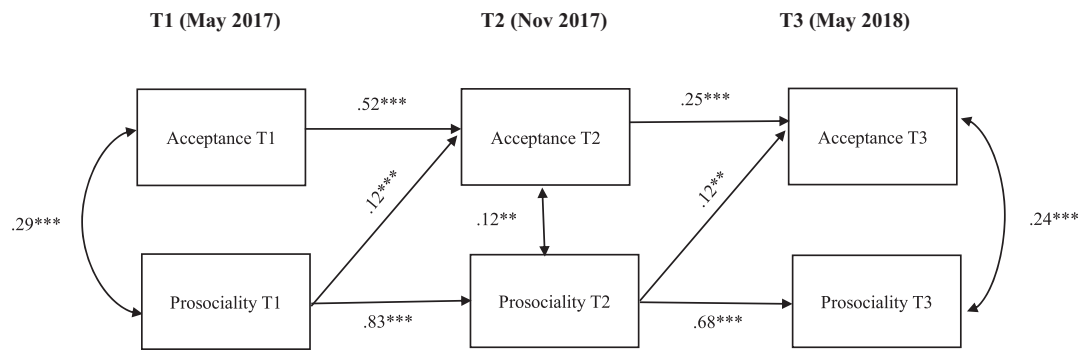 T1 (May 2017)
T2 (Nov 2017)
T3 (May 2018)
Acceptance T1
.52***
Acceptance T2
.25***
Acceptance T3
.29***
.12***
.12**
.12**
.24***
Prosociality T1
.83***
Prosociality T2
.68***
Prosociality T3